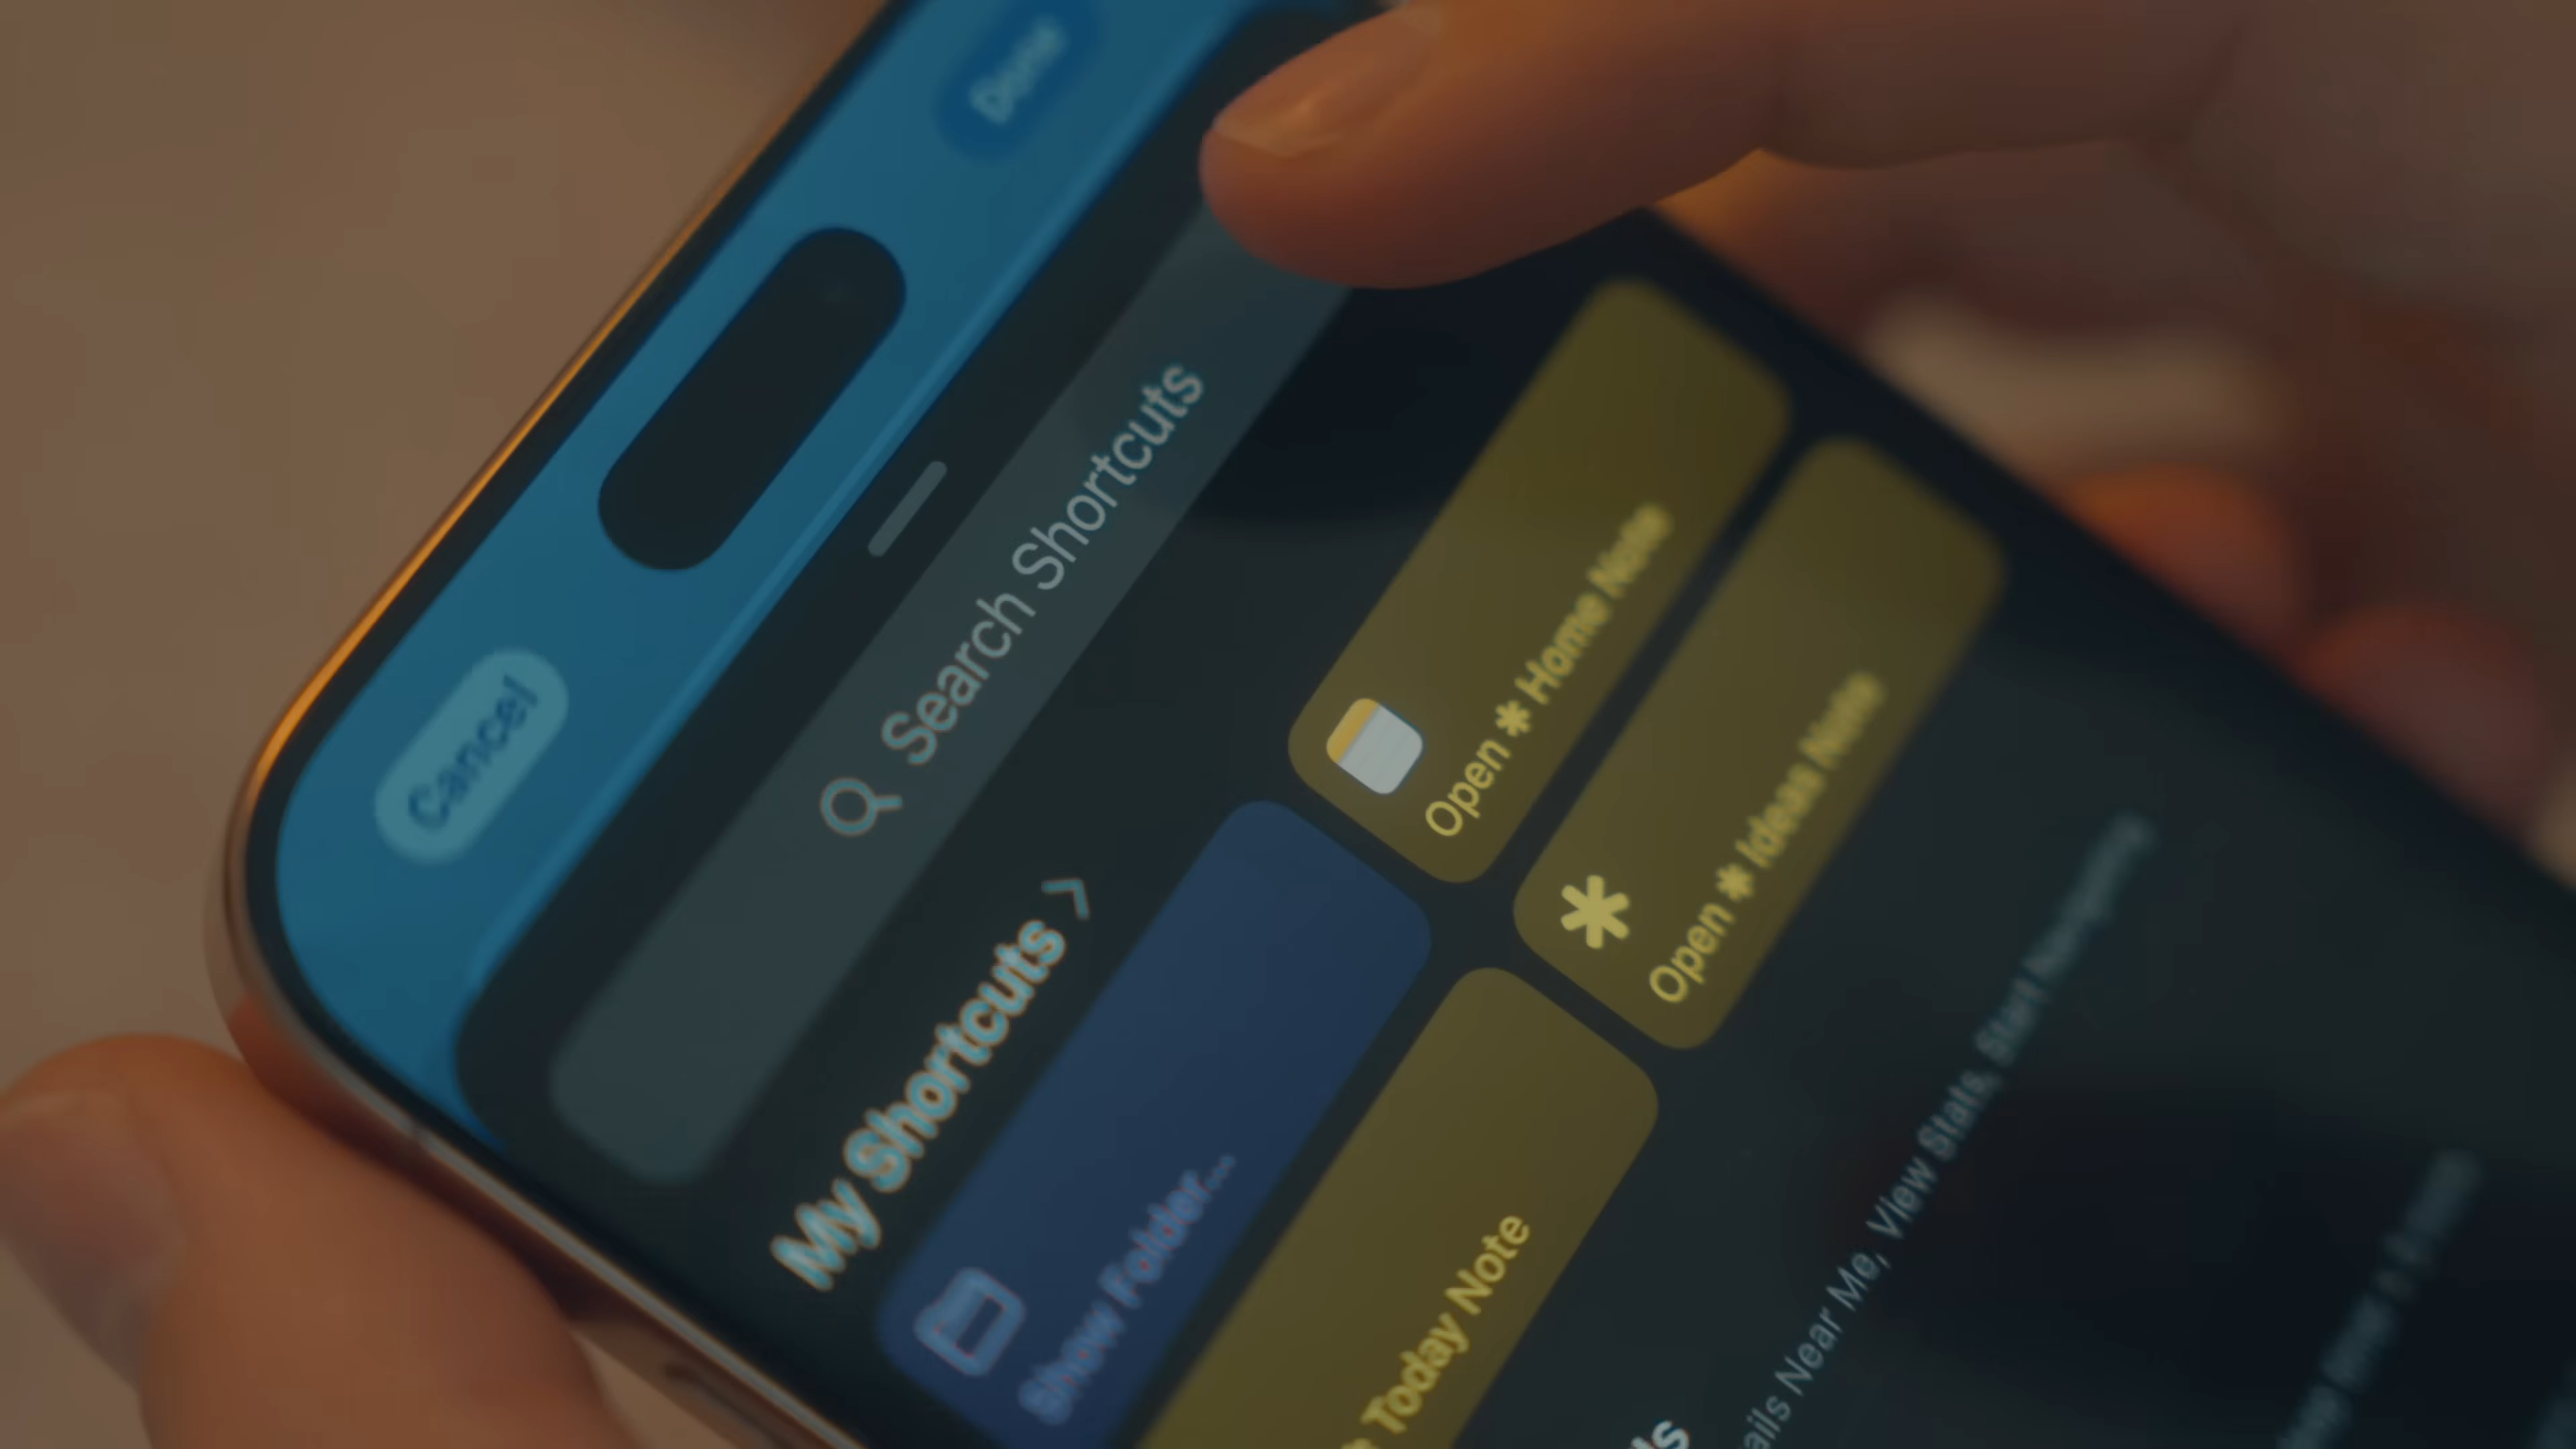 Cancel
Done
Search Shortcuts
My Shortcuts >
Show Folder...
Open * Home Note
Today Note
Open * Ideas Note
Near Me, View Stats, Start Navigating